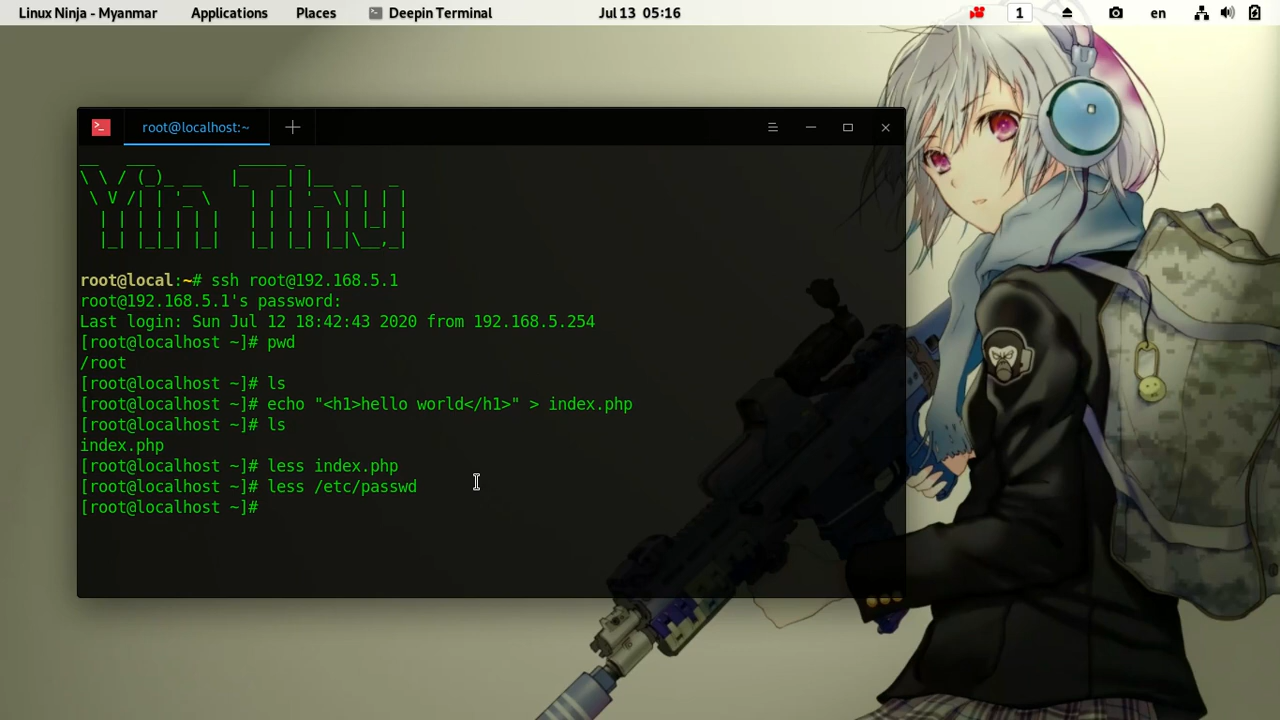 Linux Ninja - Myanmar Applications Places Deepin Terminal Jul 13 05:16 1 en
root@localhost:~
Yin Thu
root@local:~# ssh root@192.168.5.1
root@192.168.5.1's password:
Last login: Sun Jul 12 18:42:43 2020 from 192.168.5.254
[root@localhost ~]# pwd
/root
[root@localhost ~]# ls
[root@localhost ~]# echo "<h1>hello world</h1>" > index.php
[root@localhost ~]# ls
index.php
[root@localhost ~]# less index.php
[root@localhost ~]# less /etc/passwd
[root@localhost ~]#